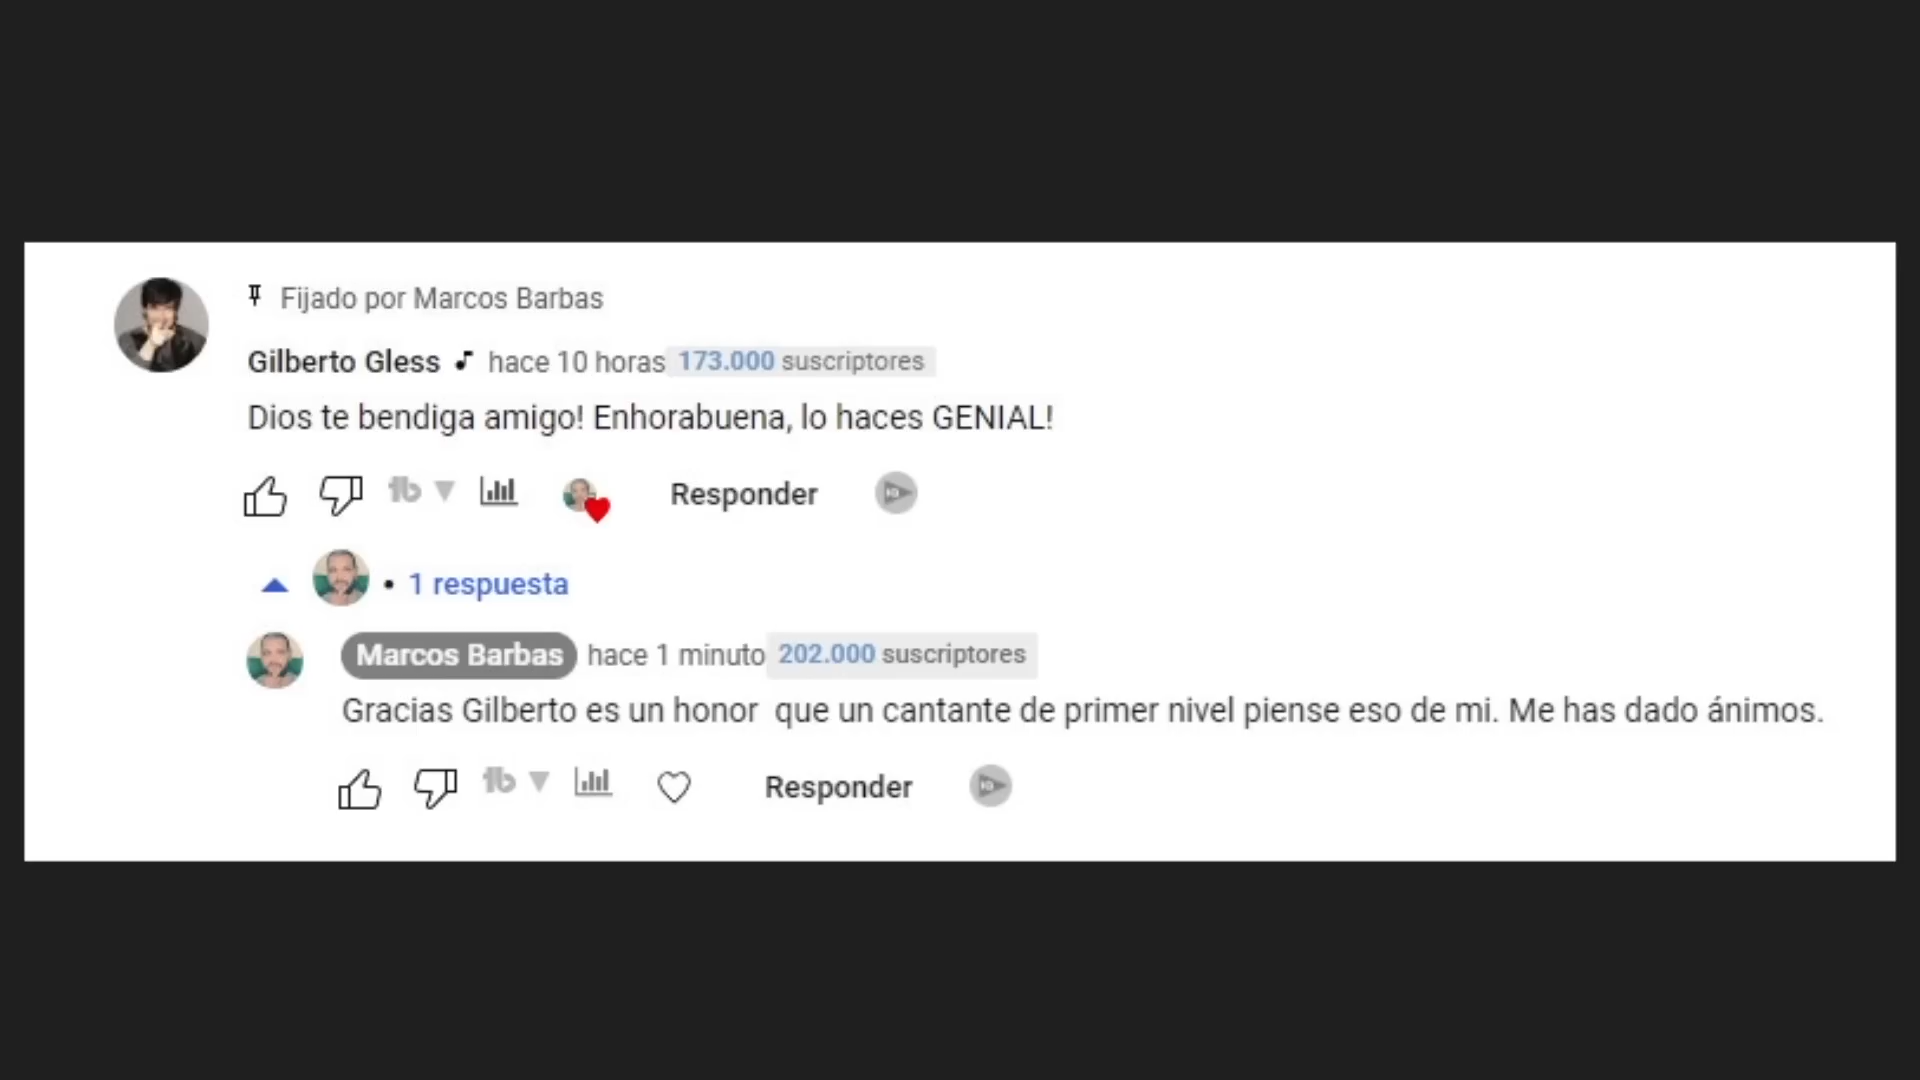 Fijado por Marcos Barbas
Gilberto Gless hace 10 horas 173.000 suscriptores
Dios te bendiga amigo! Enhorabuena, lo haces GENIAL!
Responder
• 1 respuesta
Marcos Barbas hace 1 minuto 202.000 suscriptores
Gracias Gilberto es un honor  que un cantante de primer nivel piense eso de mi. Me has dado ánimos.
Responder